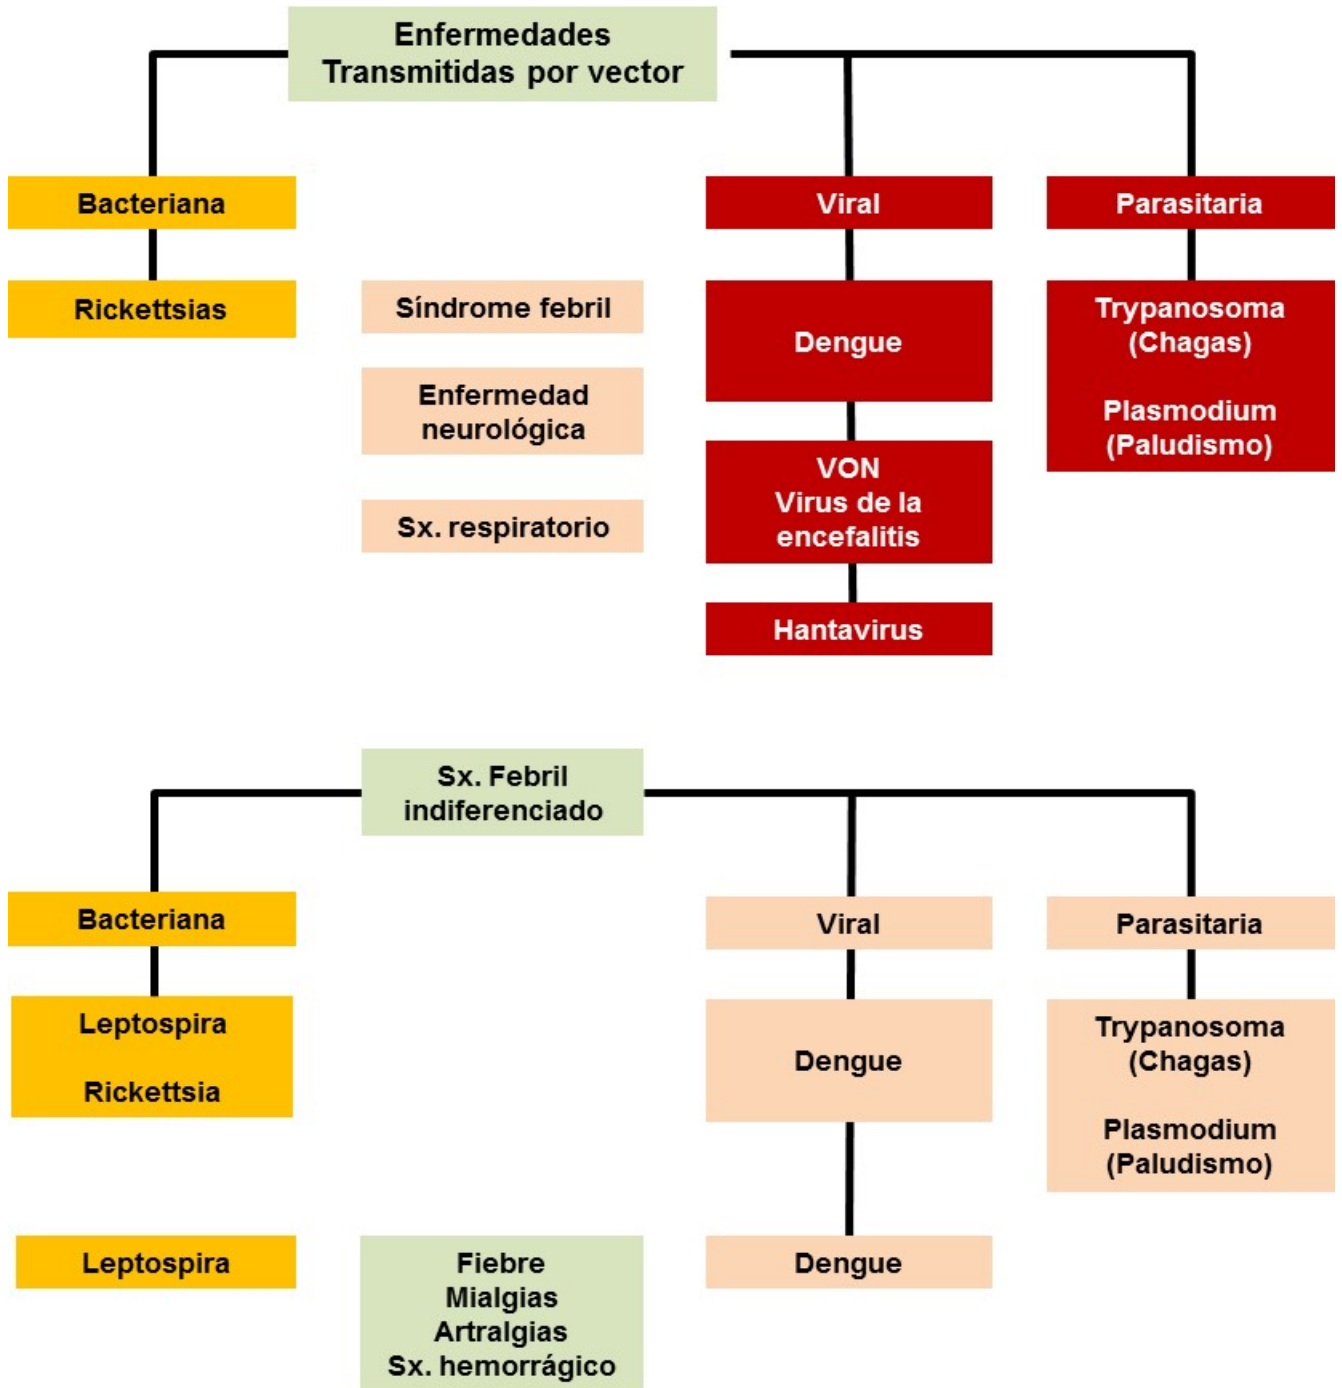 Enfermedades
Transmitidas por vector
Bacteriana
Viral
Parasitaria
Rickettsias
Síndrome febril
Dengue
Trypanosoma
(Chagas)
Plasmodium
(Paludismo)
Enfermedad
neurológica
VON
Virus de la
encefalitis
Sx. respiratorio
Hantavirus
Sx. Febril
indiferenciado
Bacteriana
Viral
Parasitaria
Leptospira
Rickettsia
Dengue
Trypanosoma
(Chagas)
Plasmodium
(Paludismo)
Leptospira
Fiebre
Mialgias
Artralgias
Sx. hemorrágico
Dengue